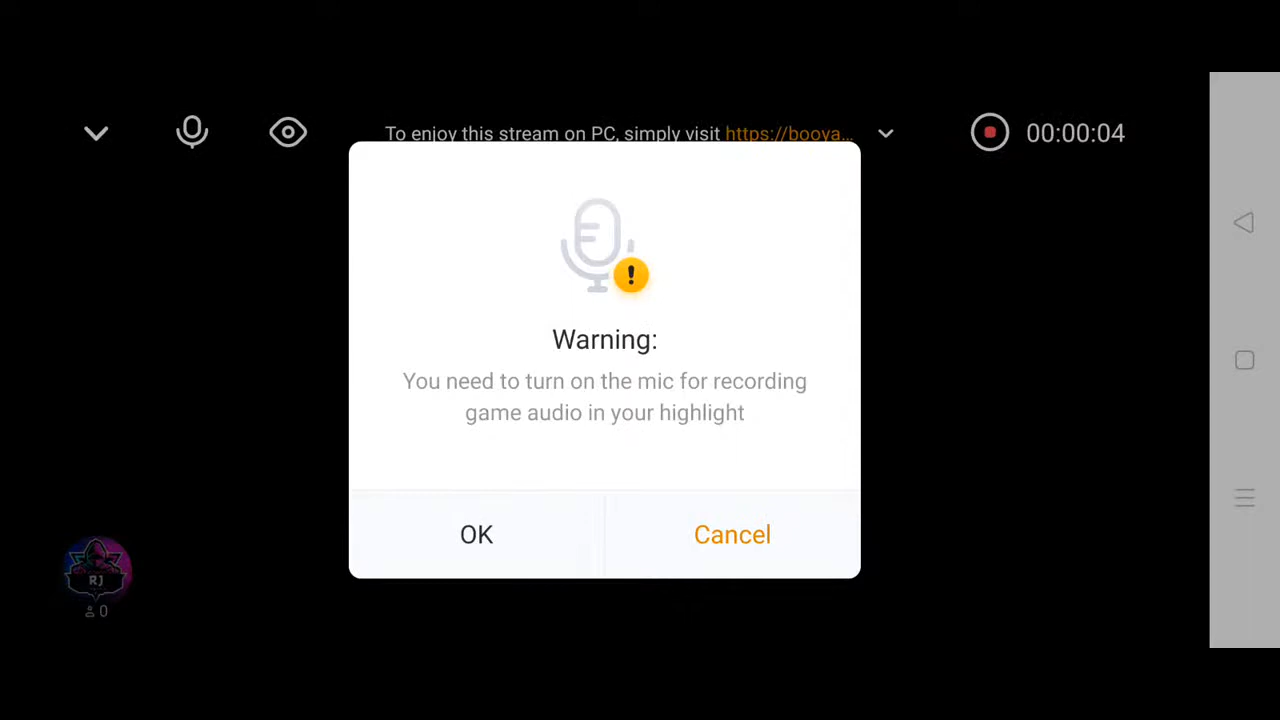 To enjoy this stream on PC, simply visit https://booya...
00:00:04
Warning:
You need to turn on the mic for recording
game audio in your highlight
OK
Cancel
RJ
0